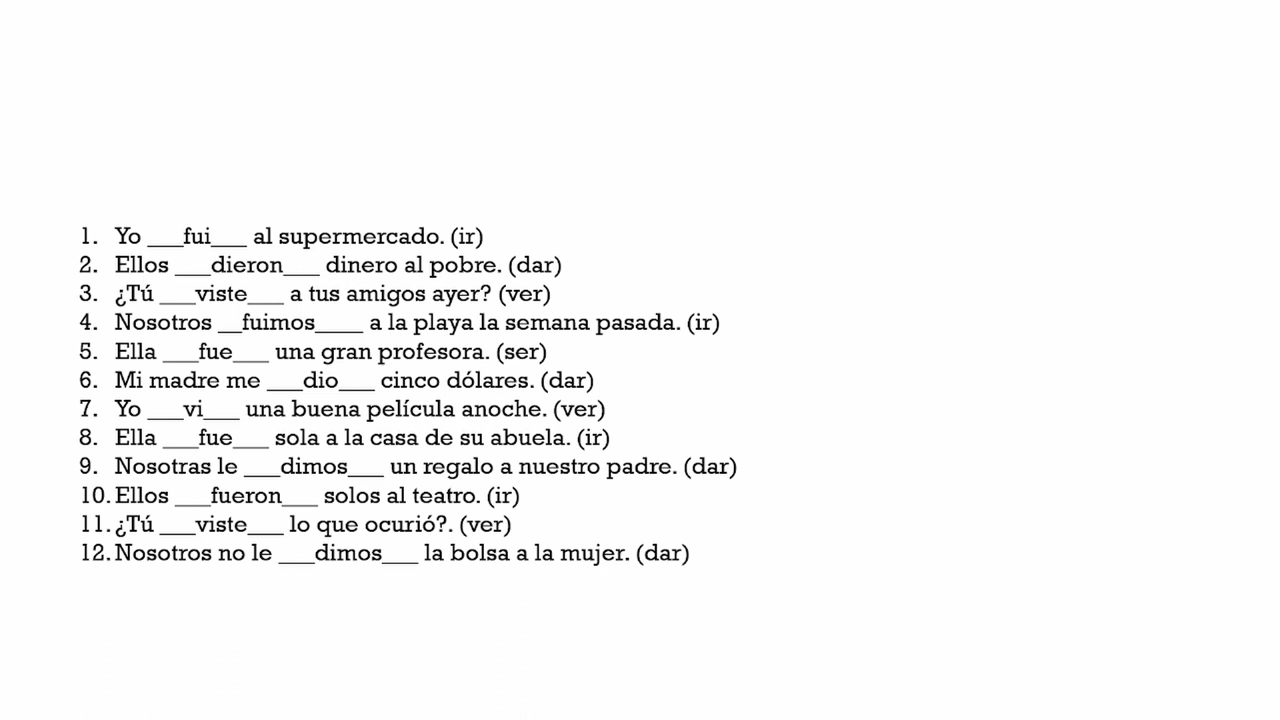 1. Yo ___fui___ al supermercado. (ir)
2. Ellos ___dieron___ dinero al pobre. (dar)
3. ¿Tú ___viste___ a tus amigos ayer? (ver)
4. Nosotros __fuimos____ a la playa la semana pasada. (ir)
5. Ella ___fue___ una gran profesora. (ser)
6. Mi madre me ___dio___ cinco dólares. (dar)
7. Yo ___vi___ una buena película anoche. (ver)
8. Ella ___fue___ sola a la casa de su abuela. (ir)
9. Nosotras le ___dimos___ un regalo a nuestro padre. (dar)
10. Ellos ___fueron___ solos al teatro. (ir)
11. ¿Tú ___viste___ lo que ocurió?. (ver)
12. Nosotros no le ___dimos___ la bolsa a la mujer. (dar)